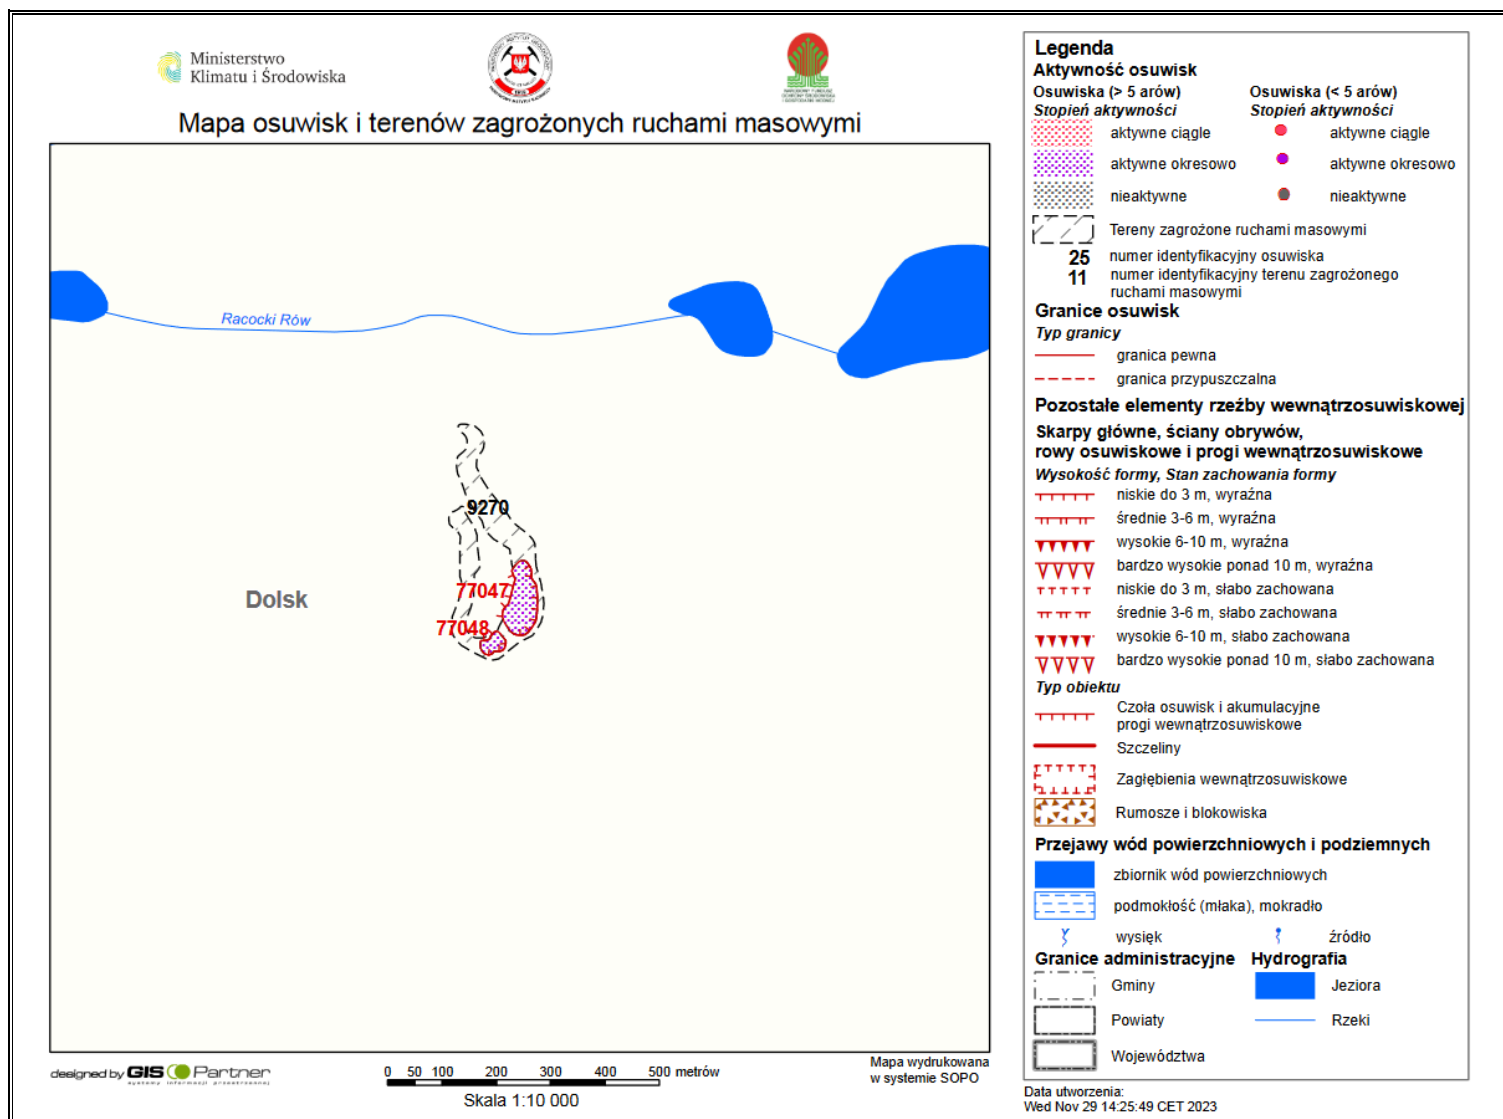 Ministerstwo
Klimatu i Środowiska
Mapa osuwisk i terenów zagrożonych ruchami masowymi
Racocki Rów
9270
77047
Dolsk
77048
designed by GIS Partner
systemy informacji przestrzennej
0 50 100 200 300 400 500 metrów
Skala 1:10 000
Mapa wydrukowana
w systemie SOPO
Legenda
Aktywność osuwisk
Osuwiska (> 5 arów) Osuwiska (< 5 arów)
Stopień aktywności Stopień aktywności
aktywne ciągle aktywne ciągle
aktywne okresowo aktywne okresowo
nieaktywne nieaktywne
Tereny zagrożone ruchami masowymi
25 numer identyfikacyjny osuwiska
11 numer identyfikacyjny terenu zagrożonego
ruchami masowymi
Granice osuwisk
Typ granicy
granica pewna
granica przypuszczalna
Pozostałe elementy rzeźby wewnątrzosuwiskowej
Skarpy główne, ściany obrywów,
rowy osuwiskowe i progi wewnątrzosuwiskowe
Wysokość formy, Stan zachowania formy
niskie do 3 m, wyraźna
średnie 3-6 m, wyraźna
wysokie 6-10 m, wyraźna
bardzo wysokie ponad 10 m, wyraźna
niskie do 3 m, słabo zachowana
średnie 3-6 m, słabo zachowana
wysokie 6-10 m, słabo zachowana
bardzo wysokie ponad 10 m, słabo zachowana
Typ obiektu
Czoła osuwisk i akumulacyjne
progi wewnątrzosuwiskowe
Szczeliny
Zagłębienia wewnątrzosuwiskowe
Rumosze i blokowiska
Przejawy wód powierzchniowych i podziemnych
zbiornik wód powierzchniowych
podmokłość (młaka), mokradło
wysięk źródło
Granice administracyjne Hydrografia
Gminy Jeziora
Powiaty Rzeki
Województwa
Data utworzenia:
Wed Nov 29 14:25:49 CET 2023